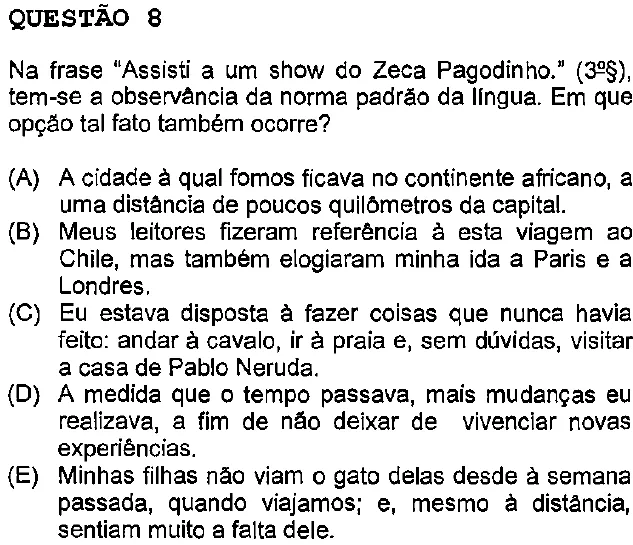 QUESTÃO 8
Na frase “Assisti a um show do Zeca Pagodinho.” (3º§),
tem-se a observância da norma padrão da língua. Em que
opção tal fato também ocorre?
(A) A cidade à qual fomos ficava no continente africano, a
uma distância de poucos quilômetros da capital.
(B) Meus leitores fizeram referência à esta viagem ao
Chile, mas também elogiaram minha ida a Paris e a
Londres.
(C) Eu estava disposta à fazer coisas que nunca havia
feito: andar à cavalo, ir à praia e, sem dúvidas, visitar
a casa de Pablo Neruda.
(D) A medida que o tempo passava, mais mudanças eu
realizava, a fim de não deixar de vivenciar novas
experiências.
(E) Minhas filhas não viam o gato delas desde à semana
passada, quando viajamos; e, mesmo à distância,
sentiam muito a falta dele.